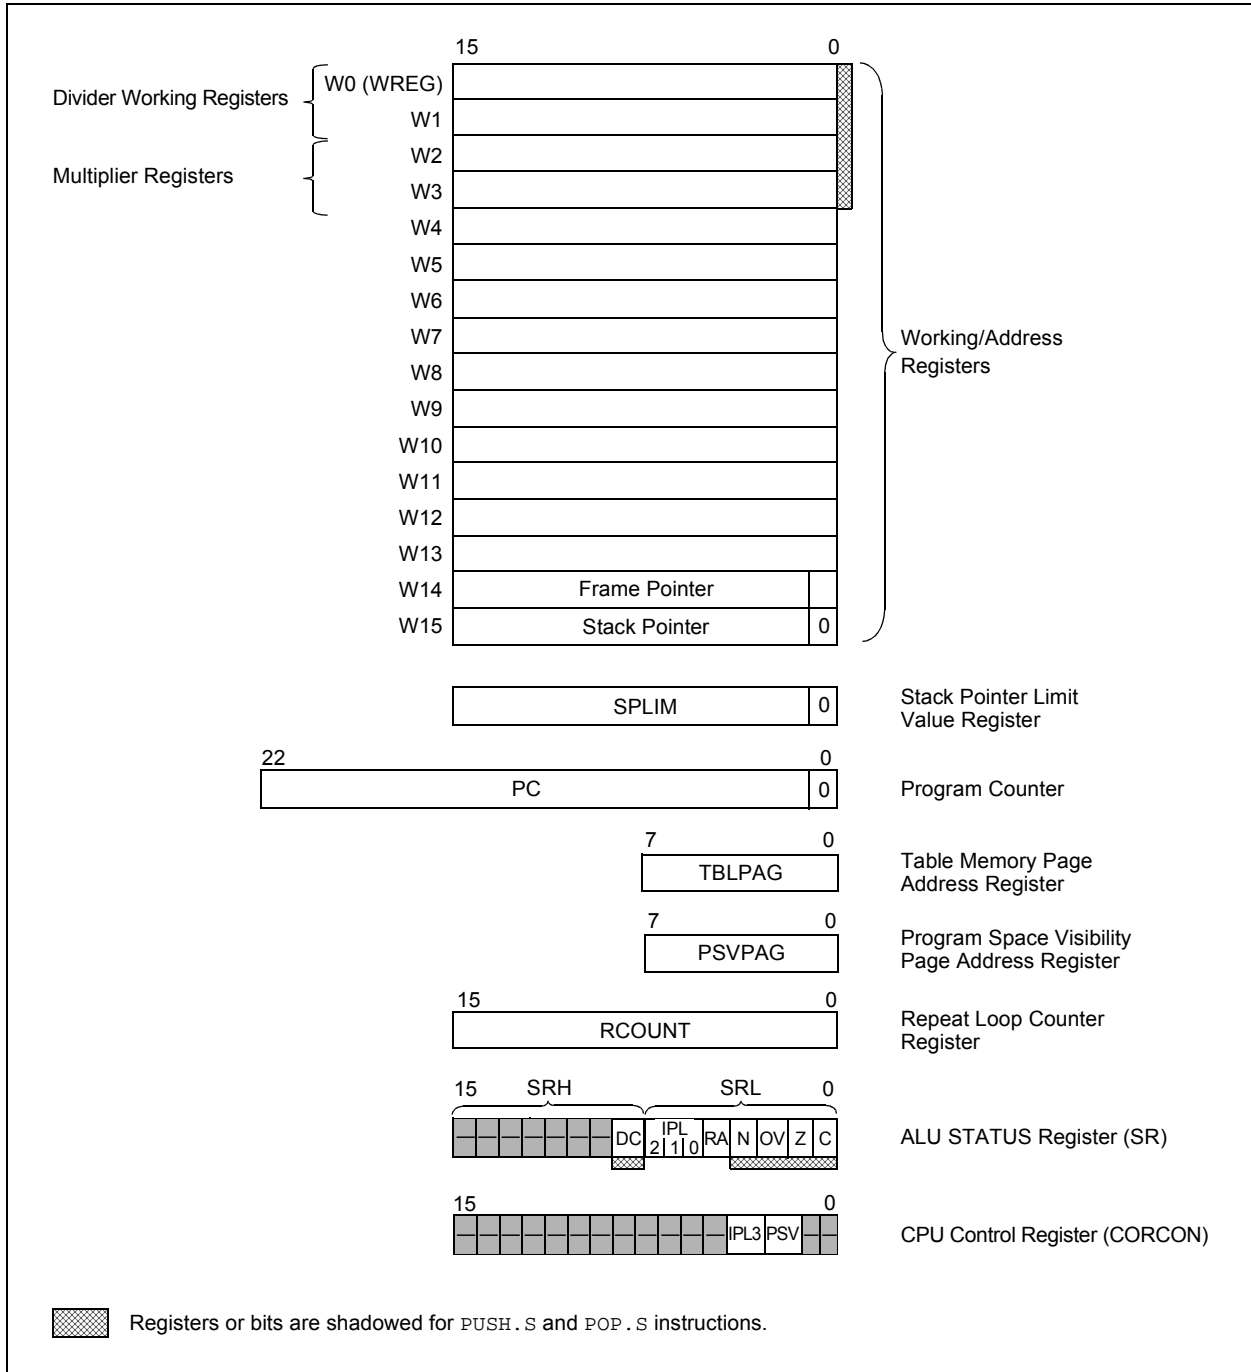 15 0
Divider Working Registers
W0 (WREG)
W1
Multiplier Registers
W2
W3
W4
W5
W6
W7
W8
W9
W10
W11
W12
W13
W14 Frame Pointer
W15 Stack Pointer 0
Working/Address
Registers
SPLIM 0
Stack Pointer Limit
Value Register
22 0
PC 0 Program Counter
7 0
TBLPAG
Table Memory Page
Address Register
7 0
PSVPAG
Program Space Visibility
Page Address Register
15 0
RCOUNT
Repeat Loop Counter
Register
15 SRH SRL 0
— — — — — — — DC IPL 2 1 0 RA N OV Z C ALU STATUS Register (SR)
15 0
— — — — — — — — — — — — IPL3 PSV — — CPU Control Register (CORCON)
Registers or bits are shadowed for PUSH.S and POP.S instructions.